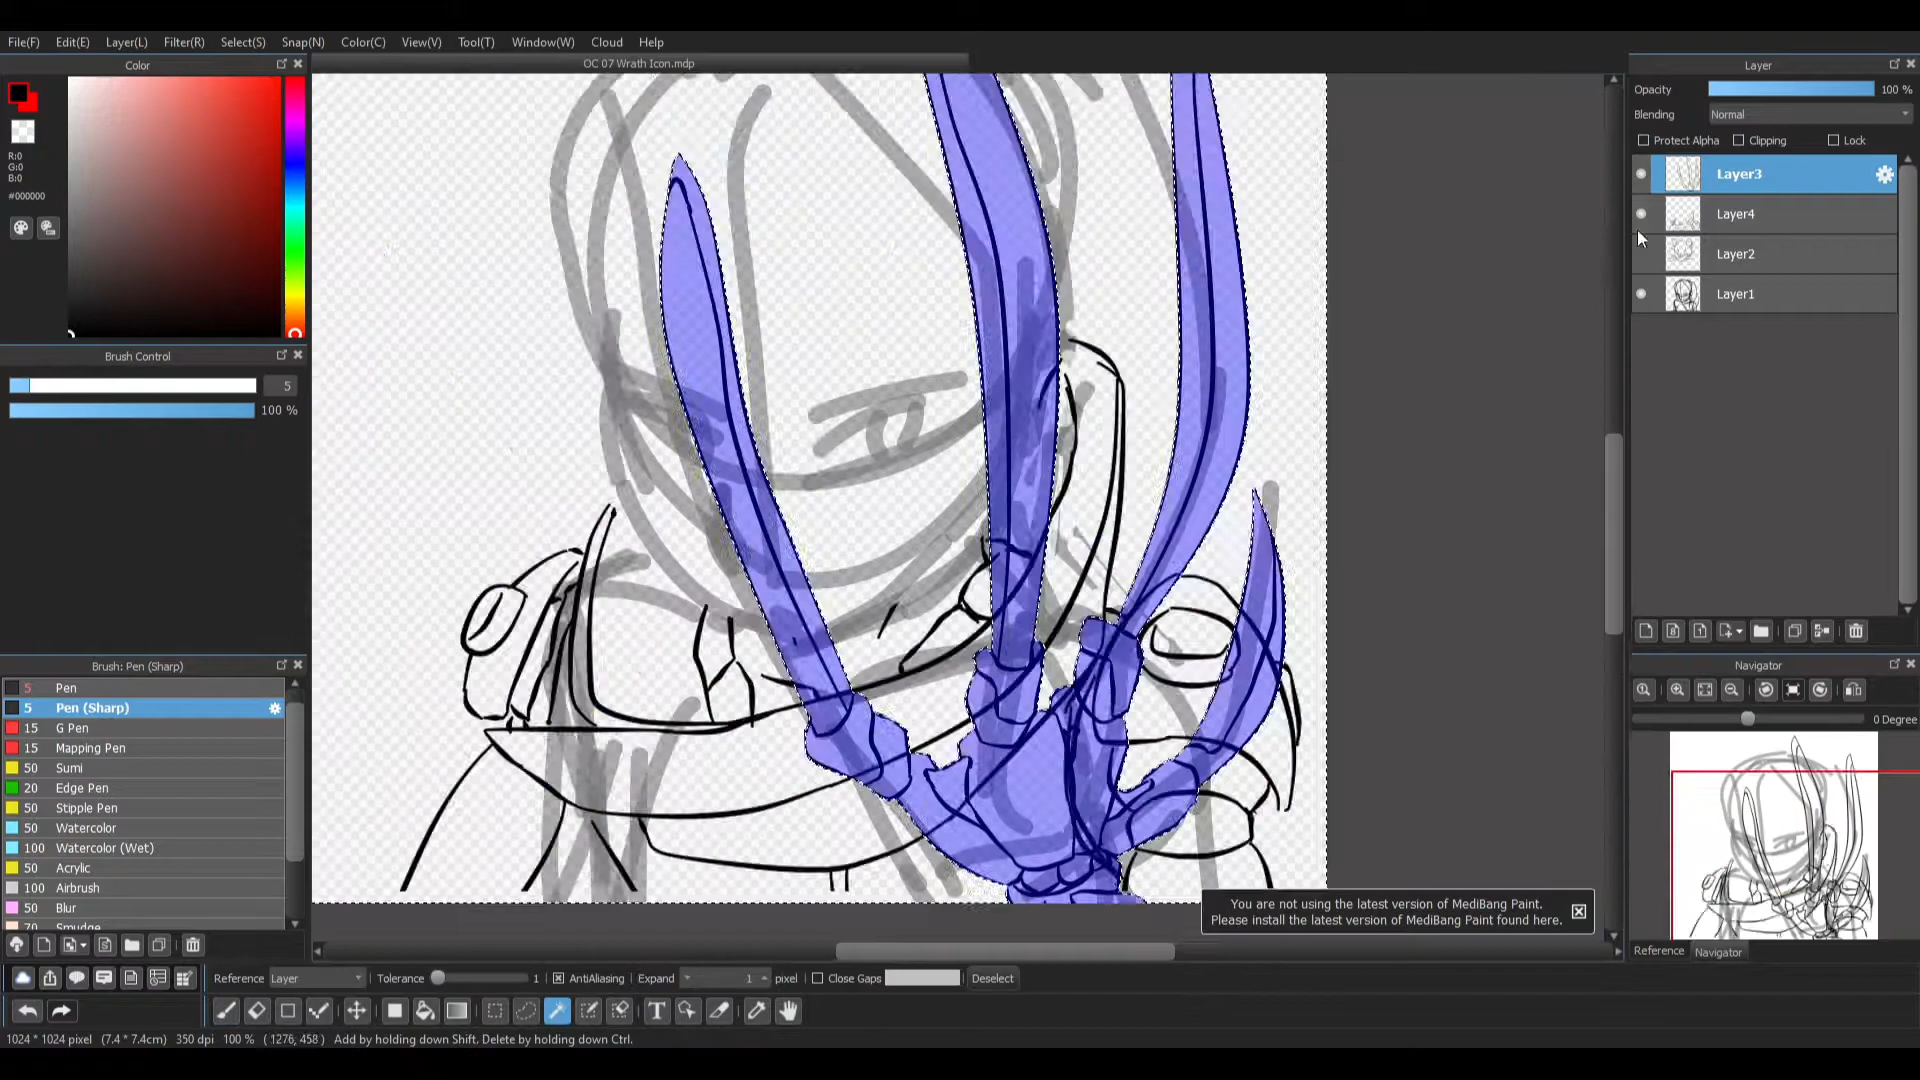 File(F) Edit(E) Layer(L) Filter(R) Select(S) Snap(N) Color(C) View(V) Tool(T) Window(W) Cloud Help
Color
OC 07 Wrath Icon.mdp
Layer
Opacity 100 %
Blending Normal
Protect Alpha Clipping Lock
R:0
G:0
B:0
#000000
Layer3
Layer4
Layer2
Layer1
Brush Control
5
100 %
Brush: Pen (Sharp)
5 Pen
5 Pen (Sharp)
15 G Pen
15 Mapping Pen
50 Sumi
20 Edge Pen
50 Stipple Pen
50 Watercolor
100 Watercolor (Wet)
50 Acrylic
100 Airbrush
50 Blur
70 Smudge
Navigator
0 Degree
You are not using the latest version of MediBang Paint.
Please install the latest version of MediBang Paint found here.
Reference Navigator
Reference Layer Tolerance 1 AntiAliasing Expand 1 pixel Close Gaps Deselect
1024 * 1024 pixel (7.4 * 7.4cm) 350 dpi 100 % ( 1276, 458 ) Add by holding down Shift, Delete by holding down Ctrl.